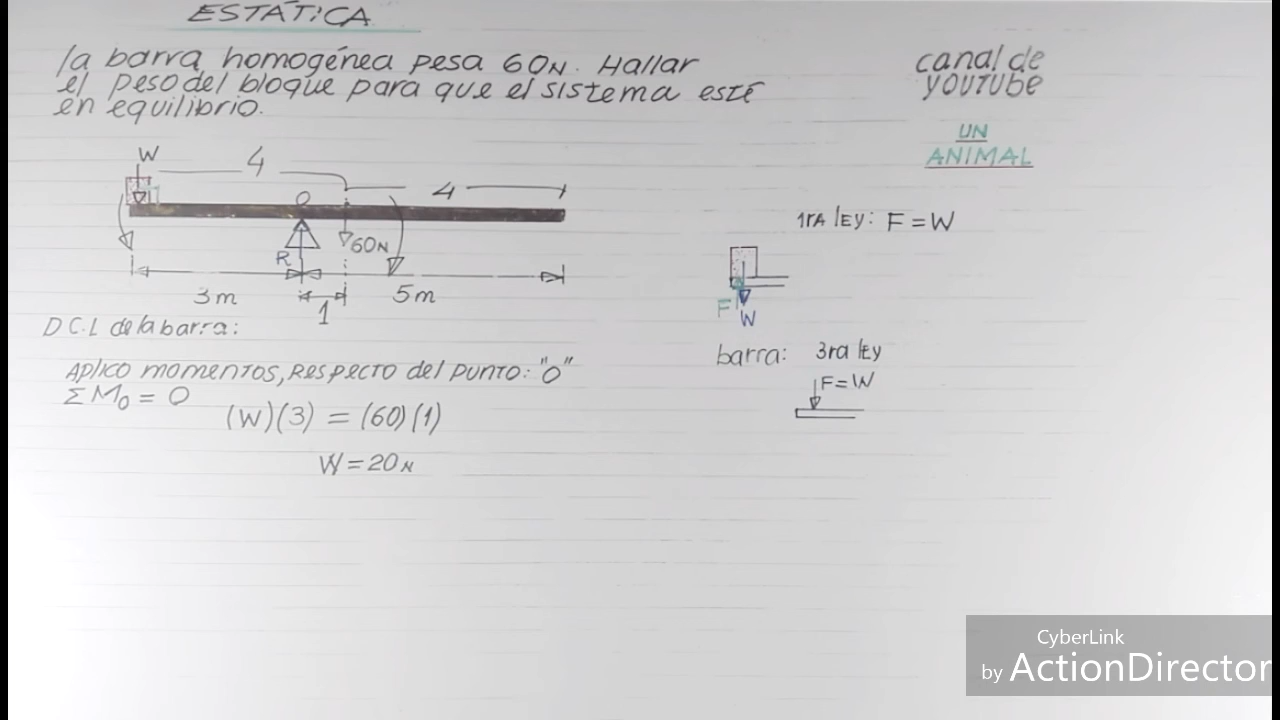 ESTÁTICA
la barra homogénea pesa 60N. Hallar
el peso del bloque para que el sistema esté
en equilibrio.
canal de
YOUTUBE
UN
ANIMAL
W
4
4
O
60N
R
3m
1
5m
D.C.L de la barra:
Aplico momentos, Respecto del punto: "O"
ΣM₀ = 0
(W)(3) = (60)(1)
W = 20N
1RA lEy: F = W
F
W
barra: 3ra lEy
F = W
CyberLink
by ActionDirector